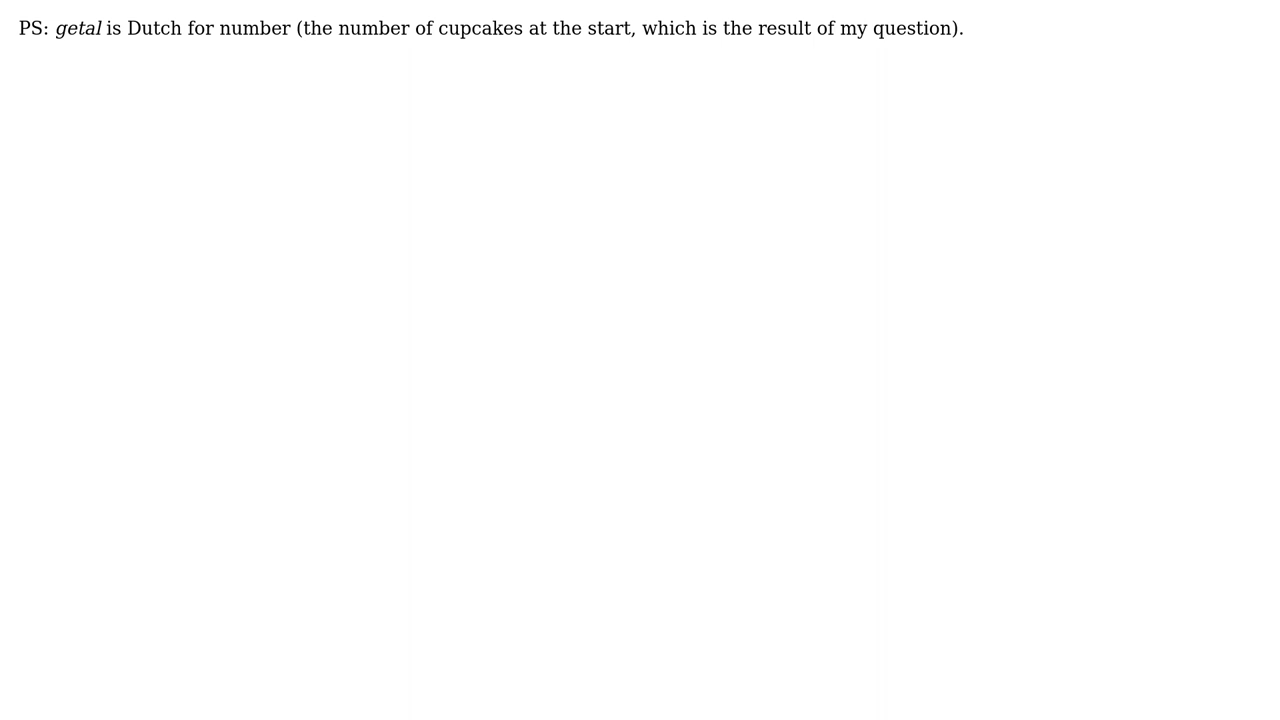 PS: getal is Dutch for number (the number of cupcakes at the start, which is the result of my question).